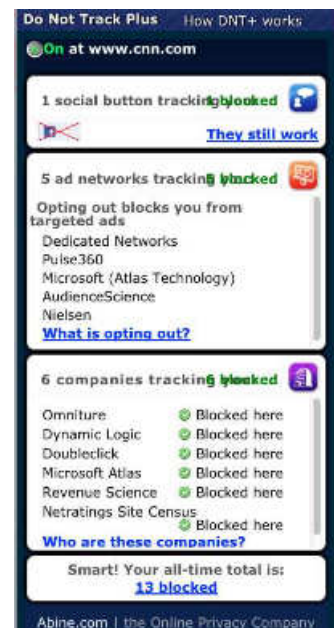 Do Not Track Plus How DNT+ works
On at www.cnn.com
1 social button tracking blocked
They still work
5 ad networks tracking blocked
Opting out blocks you from
targeted ads
Dedicated Networks
Pulse360
Microsoft (Atlas Technology)
AudienceScience
Nielsen
What is opting out?
6 companies tracking blocked
Omniture Blocked here
Dynamic Logic Blocked here
Doubleclick Blocked here
Microsoft Atlas Blocked here
Revenue Science Blocked here
Netratings Site Census
Blocked here
Who are these companies?
Smart! Your all-time total is:
13 blocked
Abine.com | the Online Privacy Company